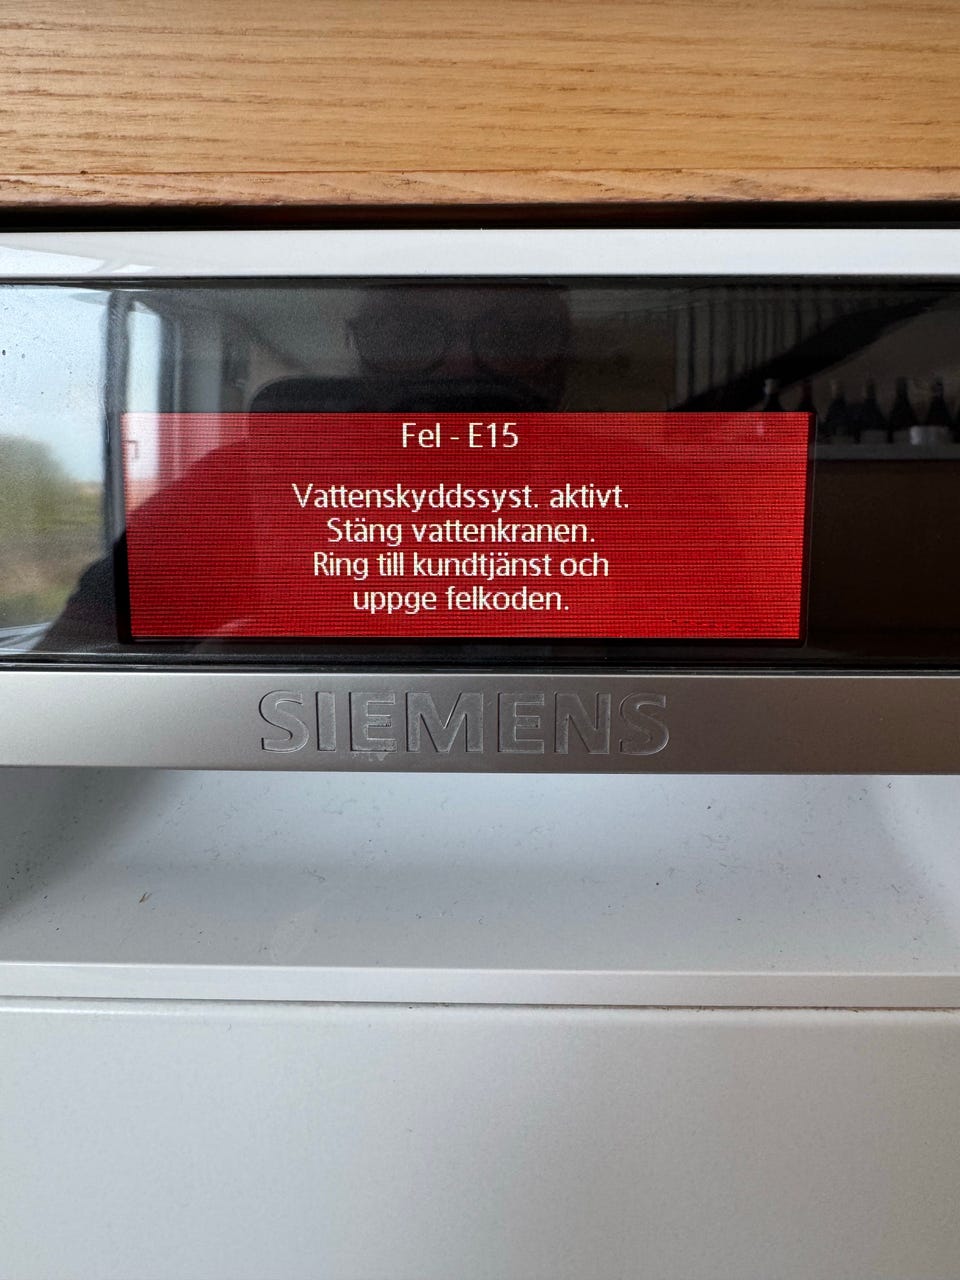 Fel - E15
Vattenskyddssyst. aktivt.
Stäng vattenkranen.
Ring till kundtjänst och
uppge felkoden.
SIEMENS